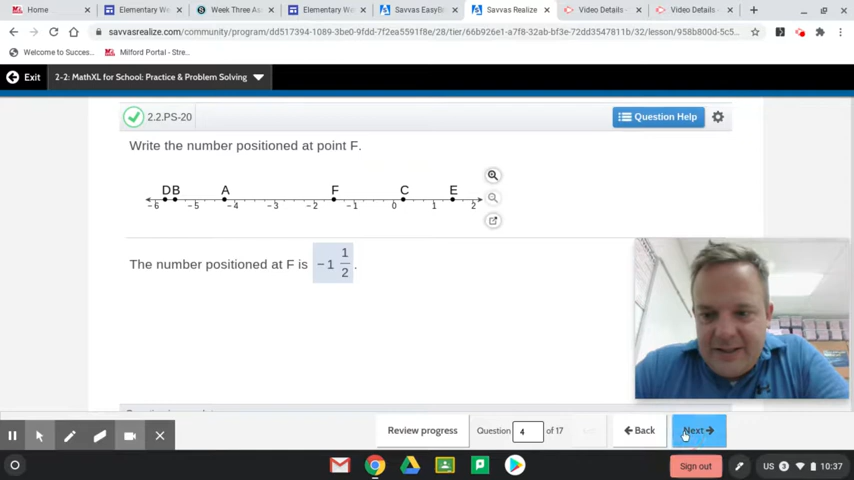 Home
Elementary We
Week Three As
Elementary Wa
Savvas EasyBr
Savvas Realize
Video Details
Video Details
savvasrealize.com/community/program/dd517394-1089-3be0-9fdd-7f2ea5591f8e/28/tier/66b926e1-a7f8-32ab-bf3e-72dd3547811b/32/lesson/958b800d-5c5...
Welcome to Succes...
Milford Portal - Stre...
Exit
2-2: MathXL for School: Practice & Problem Solving
2.2.PS-20
Question Help
Write the number positioned at point F.
D B A F C E
-6 -5 -4 -3 -2 -1 0 1 2
The number positioned at F is -1 1/2.
Review progress
Question 4 of 17
Back
Next
Sign out
US 3 10:37